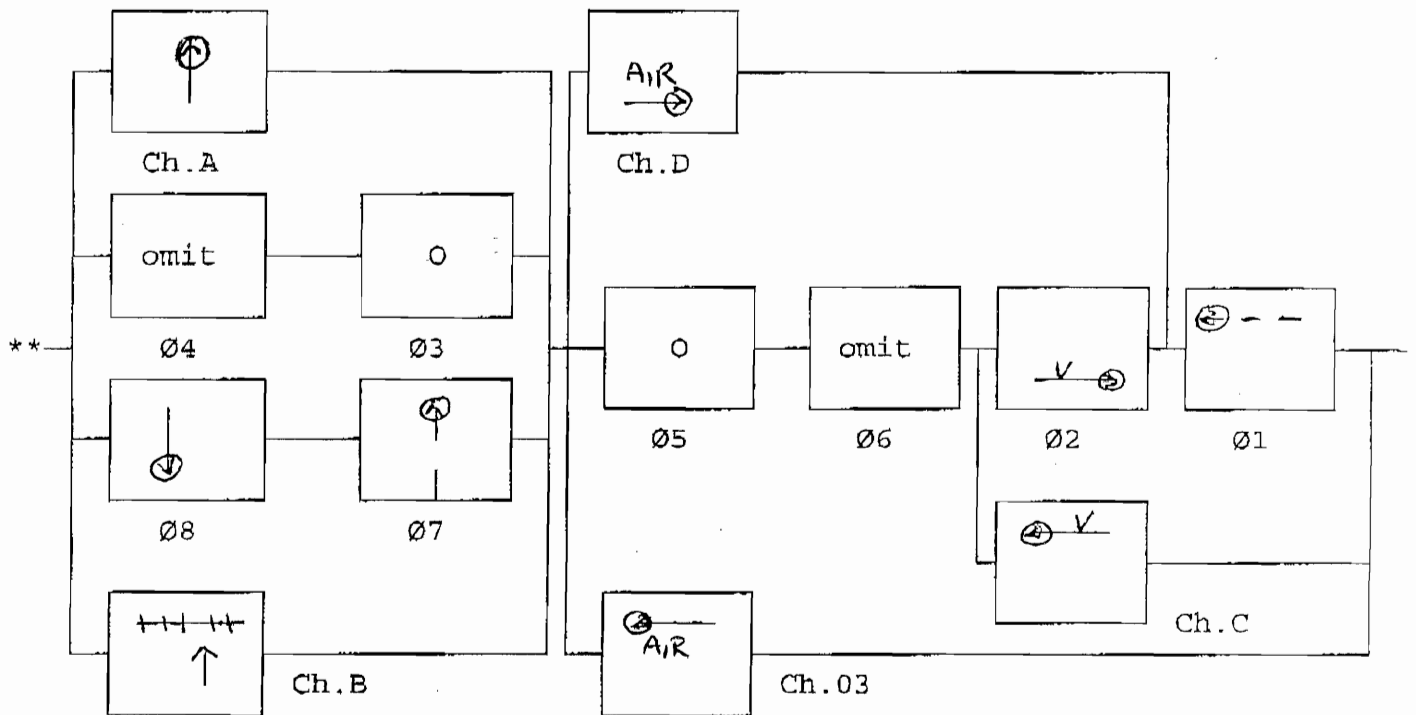 A,R
Ch.A
Ch.D
omit
O
**
Ø4
Ø3
O
omit
V
Ø5
Ø6
Ø2
Ø1
Ø8
Ø7
V
Ch.C
A,R
Ch.B
Ch.03